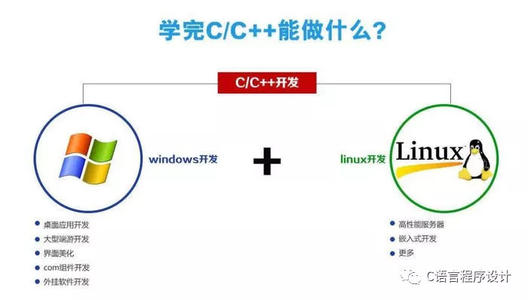 学完C/C++能做什么?
C/C++开发
windows开发
+
linux开发
Linux
桌面应用开发
大型端游开发
界面美化
com组件开发
外挂软件开发
高性能服务器
嵌入式开发
更多
C语言程序设计